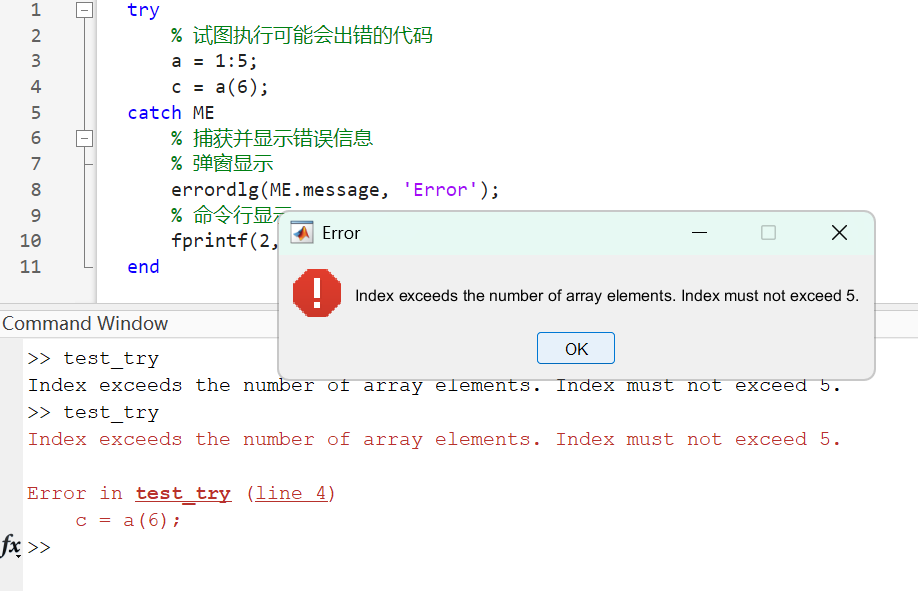 1 try
2 % 试图执行可能会出错的代码
3 a = 1:5;
4 c = a(6);
5 catch ME
6 % 捕获并显示错误信息
7 % 弹窗显示
8 errordlg(ME.message, 'Error');
9 % 命令行显示
10 fprintf(2,
11 end
Error
Index exceeds the number of array elements. Index must not exceed 5.
OK
Command Window
>> test_try
Index exceeds the number of array elements. Index must not exceed 5.
>> test_try
Index exceeds the number of array elements. Index must not exceed 5.
Error in test_try (line 4)
c = a(6);
fx >>